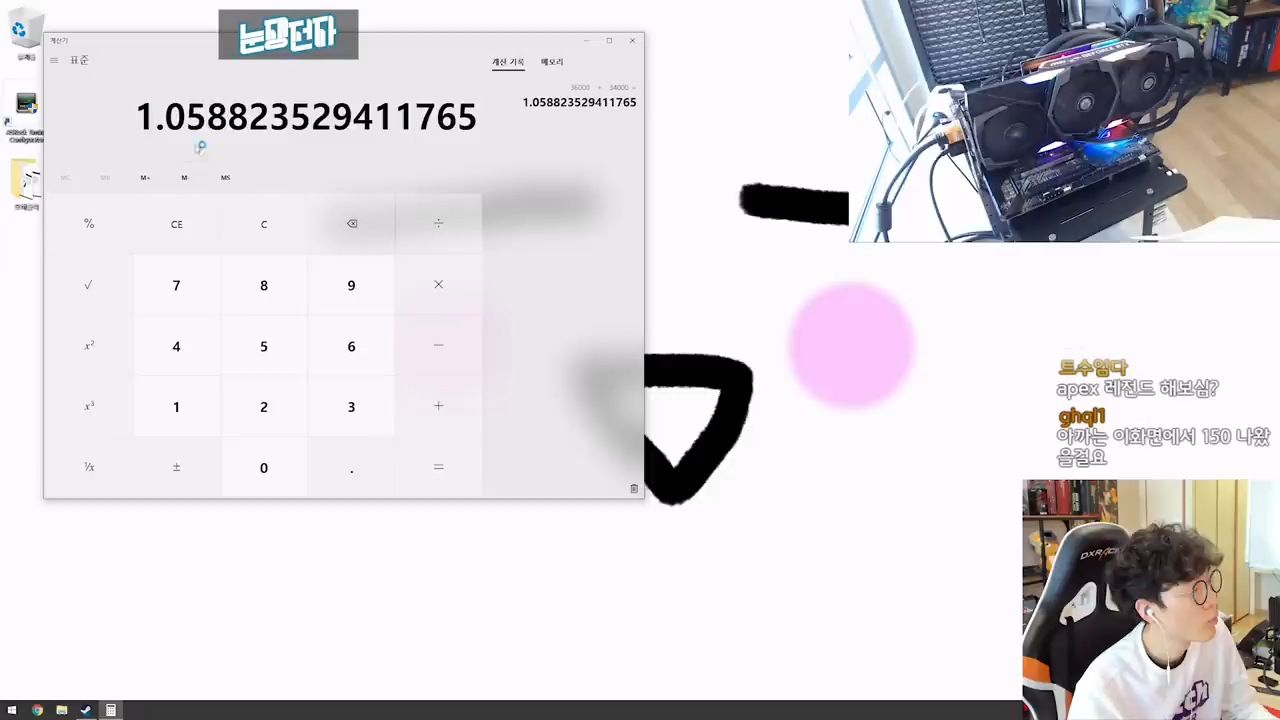 눈쟁던자
계산기
표준
계산 기록
메모리
36000 ÷ 34000 =
1.058823529411765
1.058823529411765
MC
MR
M+
M-
MS
%
CE
C
÷
√
7
8
9
×
x²
4
5
6
−
x³
1
2
3
+
¹/x
±
0
.
=
트수임다
apex 레전드 해보심?
ghql1
아까는 이화면에서 150 나왔
을걸요
DXRACER